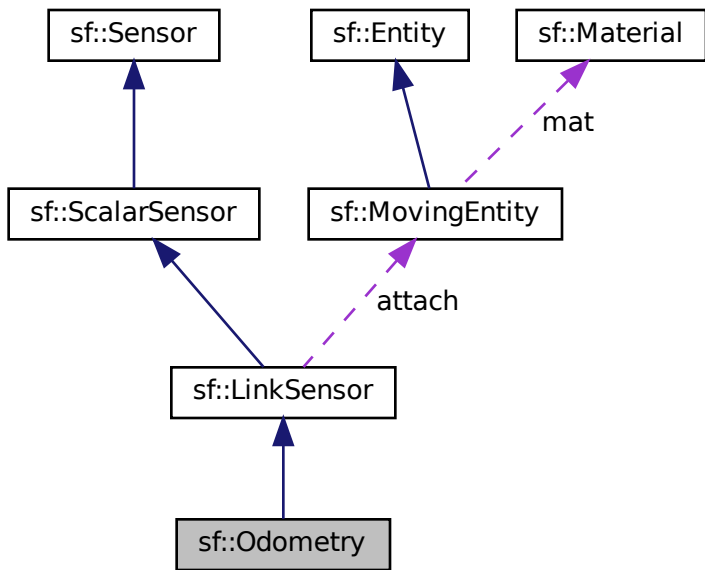 sf::Sensor
sf::Entity
sf::Material
mat
sf::ScalarSensor
sf::MovingEntity
attach
sf::LinkSensor
sf::Odometry